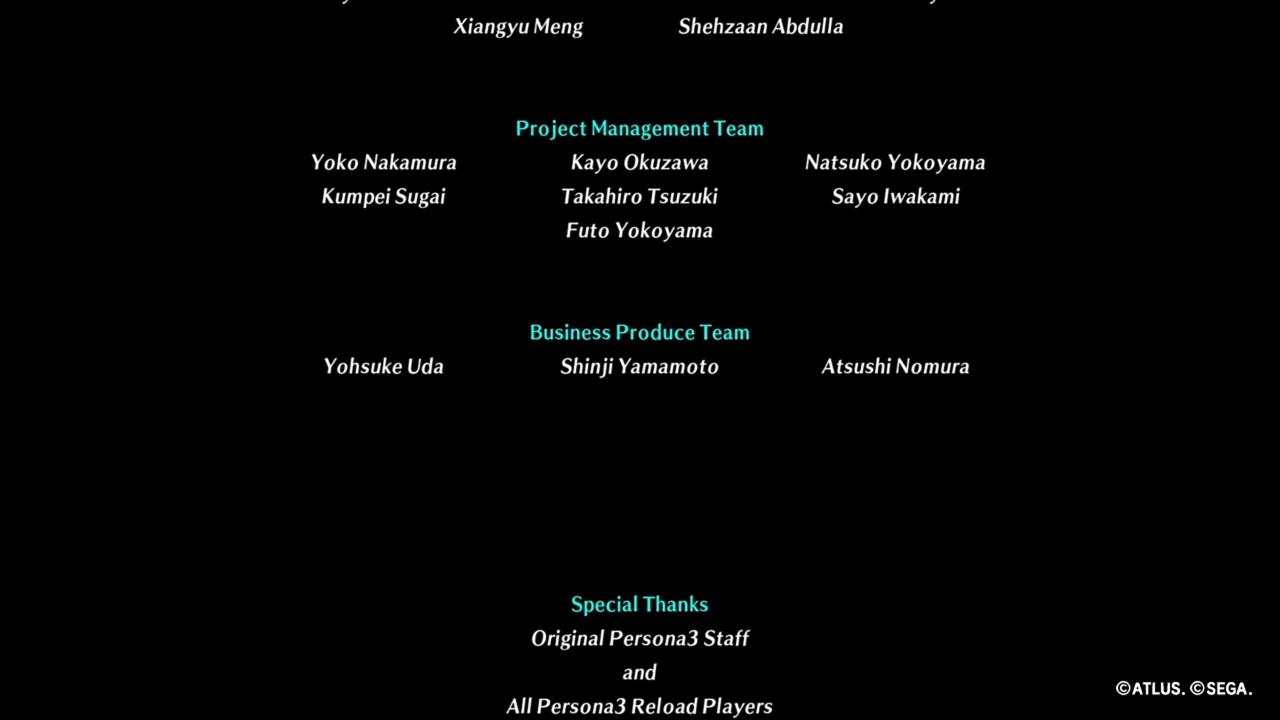 Xiangyu Meng Shehzaan Abdulla
Project Management Team
Yoko Nakamura Kayo Okuzawa Natsuko Yokoyama
Kumpei Sugai Takahiro Tsuzuki Sayo Iwakami
Futo Yokoyama
Business Produce Team
Yohsuke Uda Shinji Yamamoto Atsushi Nomura
Special Thanks
Original Persona3 Staff
and
All Persona3 Reload Players
©ATLUS. ©SEGA.